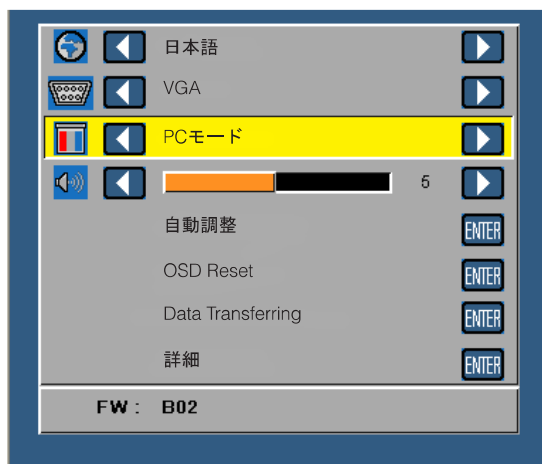 日本語
VGA
PCモード
5
自動調整 ENTER
OSD Reset ENTER
Data Transferring ENTER
詳細 ENTER
FW : B02